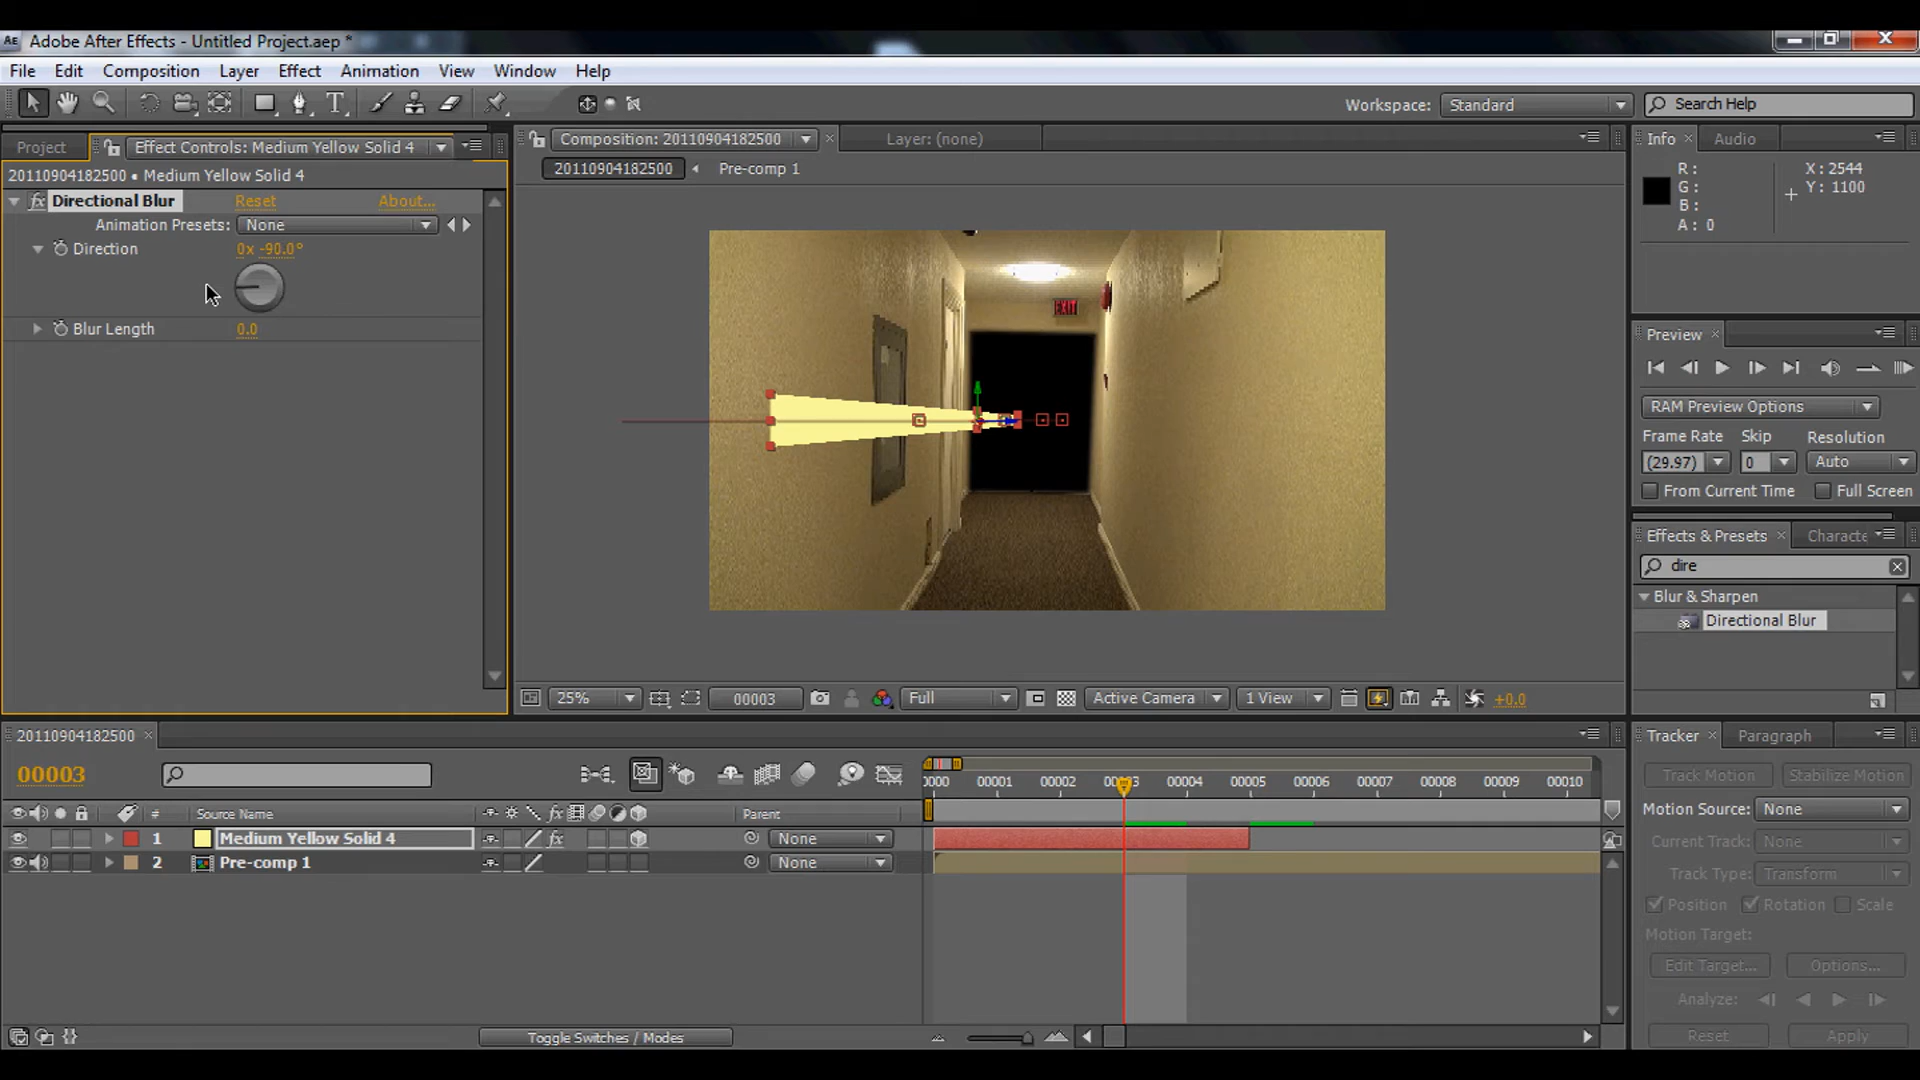 Adobe After Effects - Untitled Project.aep *
File Edit Composition Layer Effect Animation View Window Help
Workspace: Standard Search Help
Project Effect Controls: Medium Yellow Solid 4
20110904182500 • Medium Yellow Solid 4
fx Directional Blur Reset About...
Animation Presets: None
Direction 0x -90.0°
Blur Length 0.0
Composition: 20110904182500 Layer: (none)
20110904182500 Pre-comp 1
EXIT
25% 00003 Full Active Camera 1 View +0.0
Info Audio
R: X: 2544
G: Y: 1100
B:
A: 0
Preview
RAM Preview Options
Frame Rate Skip Resolution
(29.97) 0 Auto
From Current Time Full Screen
Effects & Presets Characte
dire
Blur & Sharpen
Directional Blur
20110904182500
00003
0000 00001 00002 00003 00004 00005 00006 00007 00008 00009 00010
# Source Name fx Parent
1 Medium Yellow Solid 4 fx None
2 Pre-comp 1 None
Toggle Switches / Modes
Tracker Paragraph
Track Motion Stabilize Motion
Motion Source: None
Current Track: None
Track Type: Transform
Position Rotation Scale
Motion Target:
Edit Target... Options...
Analyze:
Reset Apply